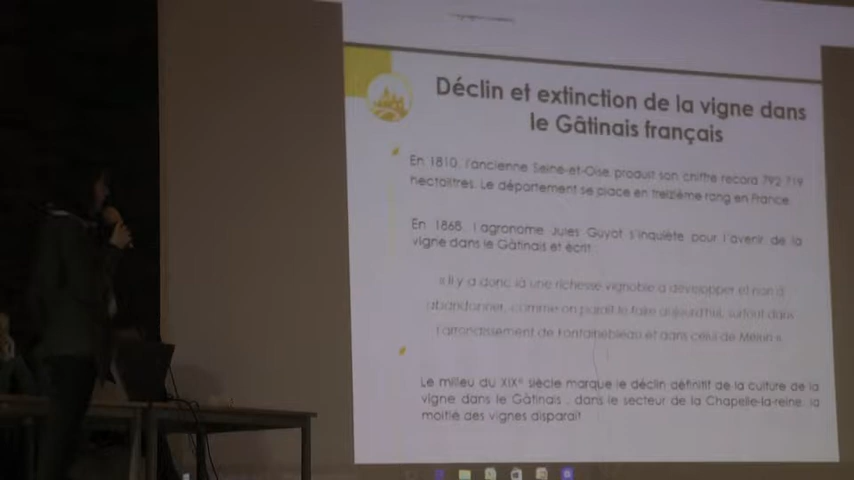 Déclin et extinction de la vigne dans
le Gâtinais français
En 1810, l'ancienne Seine-et-Oise produit son chiffre record 792 719
hectolitres. Le département se place en treizième rang en France.
En 1868, l'agronome Jules Guyot s'inquiète pour l'avenir de la
vigne dans le Gâtinais et écrit :
« Il y a donc là une richesse vignoble à développer et non à
abandonner, comme on paraît le faire aujourd'hui, surtout dans
l'arrondissement de Fontainebleau et dans celui de Melun ».
Le milieu du XIXe siècle marque le déclin définitif de la culture de la
vigne dans le Gâtinais : dans le secteur de la Chapelle-la-reine, la
moitié des vignes disparaît.